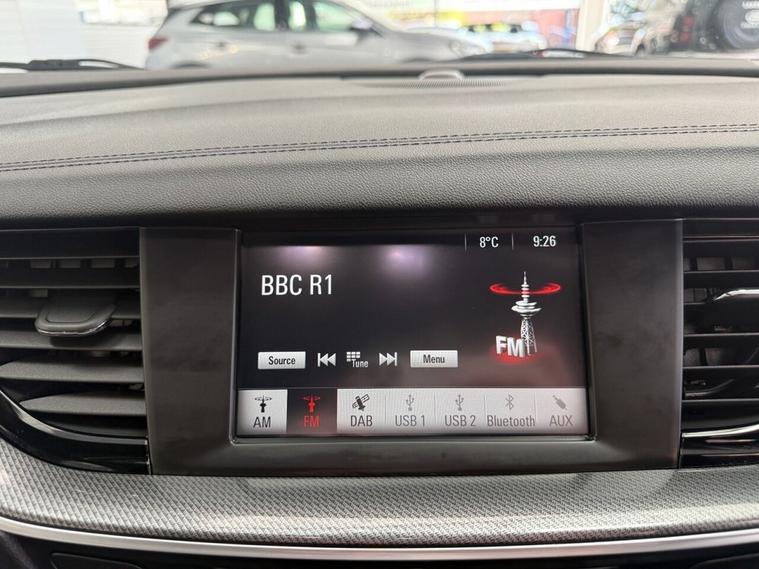 8°C 9:26
BBC R1
FM
Source Tune Menu
AM FM DAB USB 1 USB 2 Bluetooth AUX